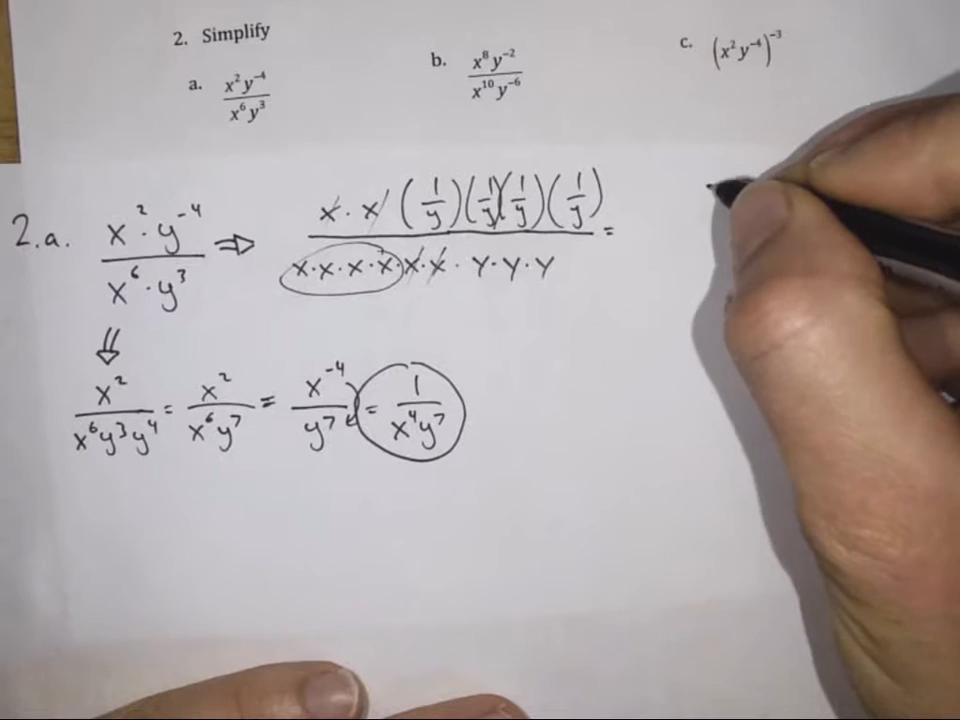 2. Simplify
a. x²y⁻⁴/x⁶y³ b. x⁸y⁻²/x¹⁰y⁻⁶ c. (x²y⁻⁴)⁻³
2.a. x²·y⁻⁴/x⁶·y³ ⇒ x·x(1/y)(1/y)(1/y)(1/y)/x·x·x·x·x·x·y·y·y =
⇓
x²/x⁶y³y⁴ = x²/x⁶y⁷ = x⁻⁴/y⁷ = 1/x⁴y⁷